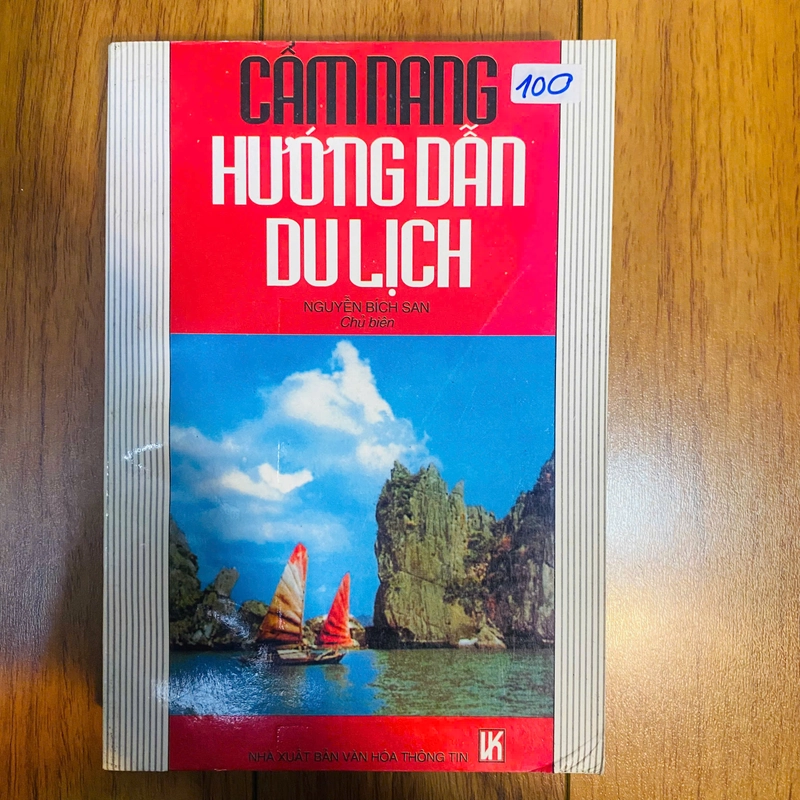 CẨM NANG
100
HƯỚNG DẪN
DU LỊCH
NGUYỄN BÍCH SAN
Chủ biên
NHÀ XUẤT BẢN VĂN HÓA THÔNG TIN